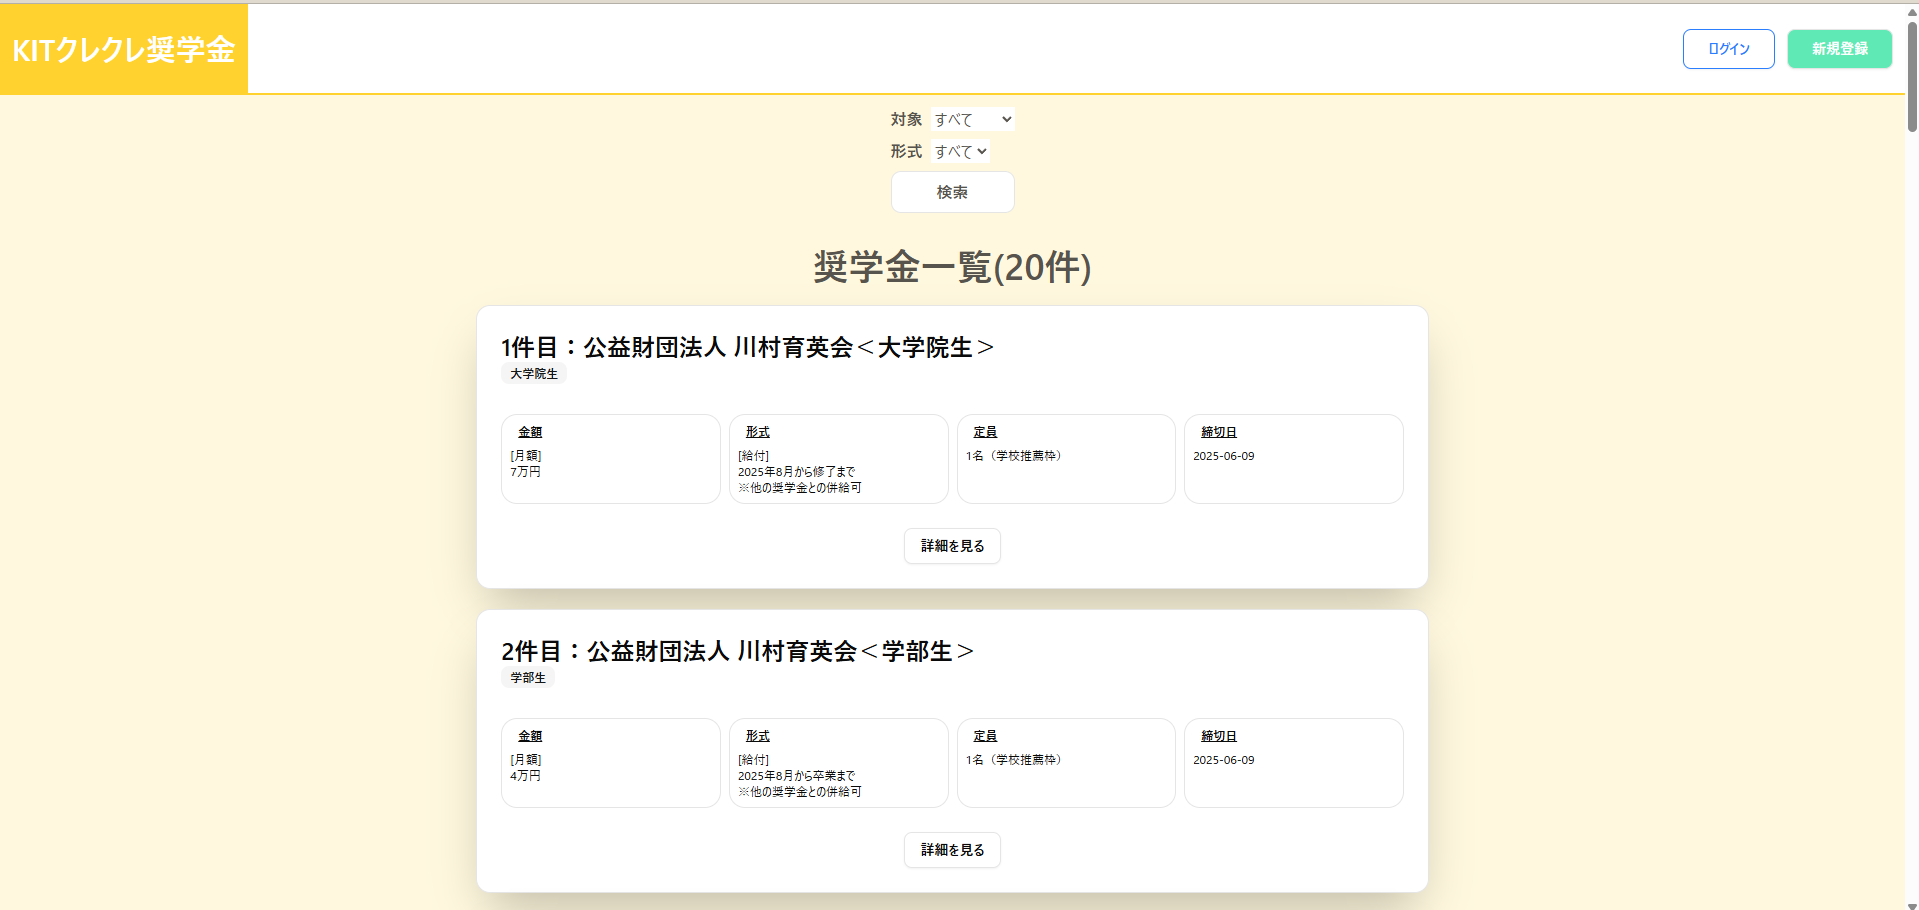 KITクレクレ奨学金
ログイン
新規登録
対象 すべて
形式 すべて
検索
奨学金一覧(20件)
1件目：公益財団法人 川村育英会＜大学院生＞
大学院生
金額
[月額]
7万円
形式
[給付]
2025年8月から修了まで
※他の奨学金との併給可
定員
1名（学校推薦枠）
締切日
2025-06-09
詳細を見る
2件目：公益財団法人 川村育英会＜学部生＞
学部生
金額
[月額]
4万円
形式
[給付]
2025年8月から卒業まで
※他の奨学金との併給可
定員
1名（学校推薦枠）
締切日
2025-06-09
詳細を見る